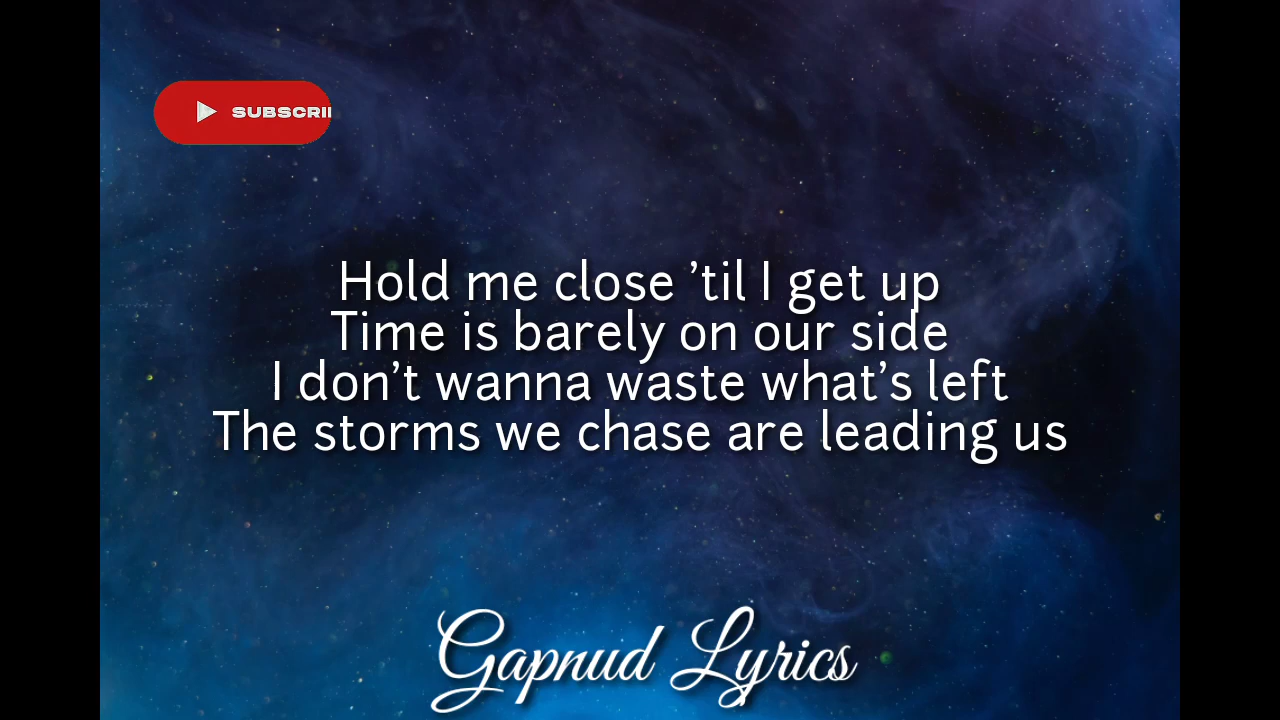 SUBSCRI
Hold me close ’til I get up
Time is barely on our side
I don’t wanna waste what’s left
The storms we chase are leading us
Gapnud Lyrics